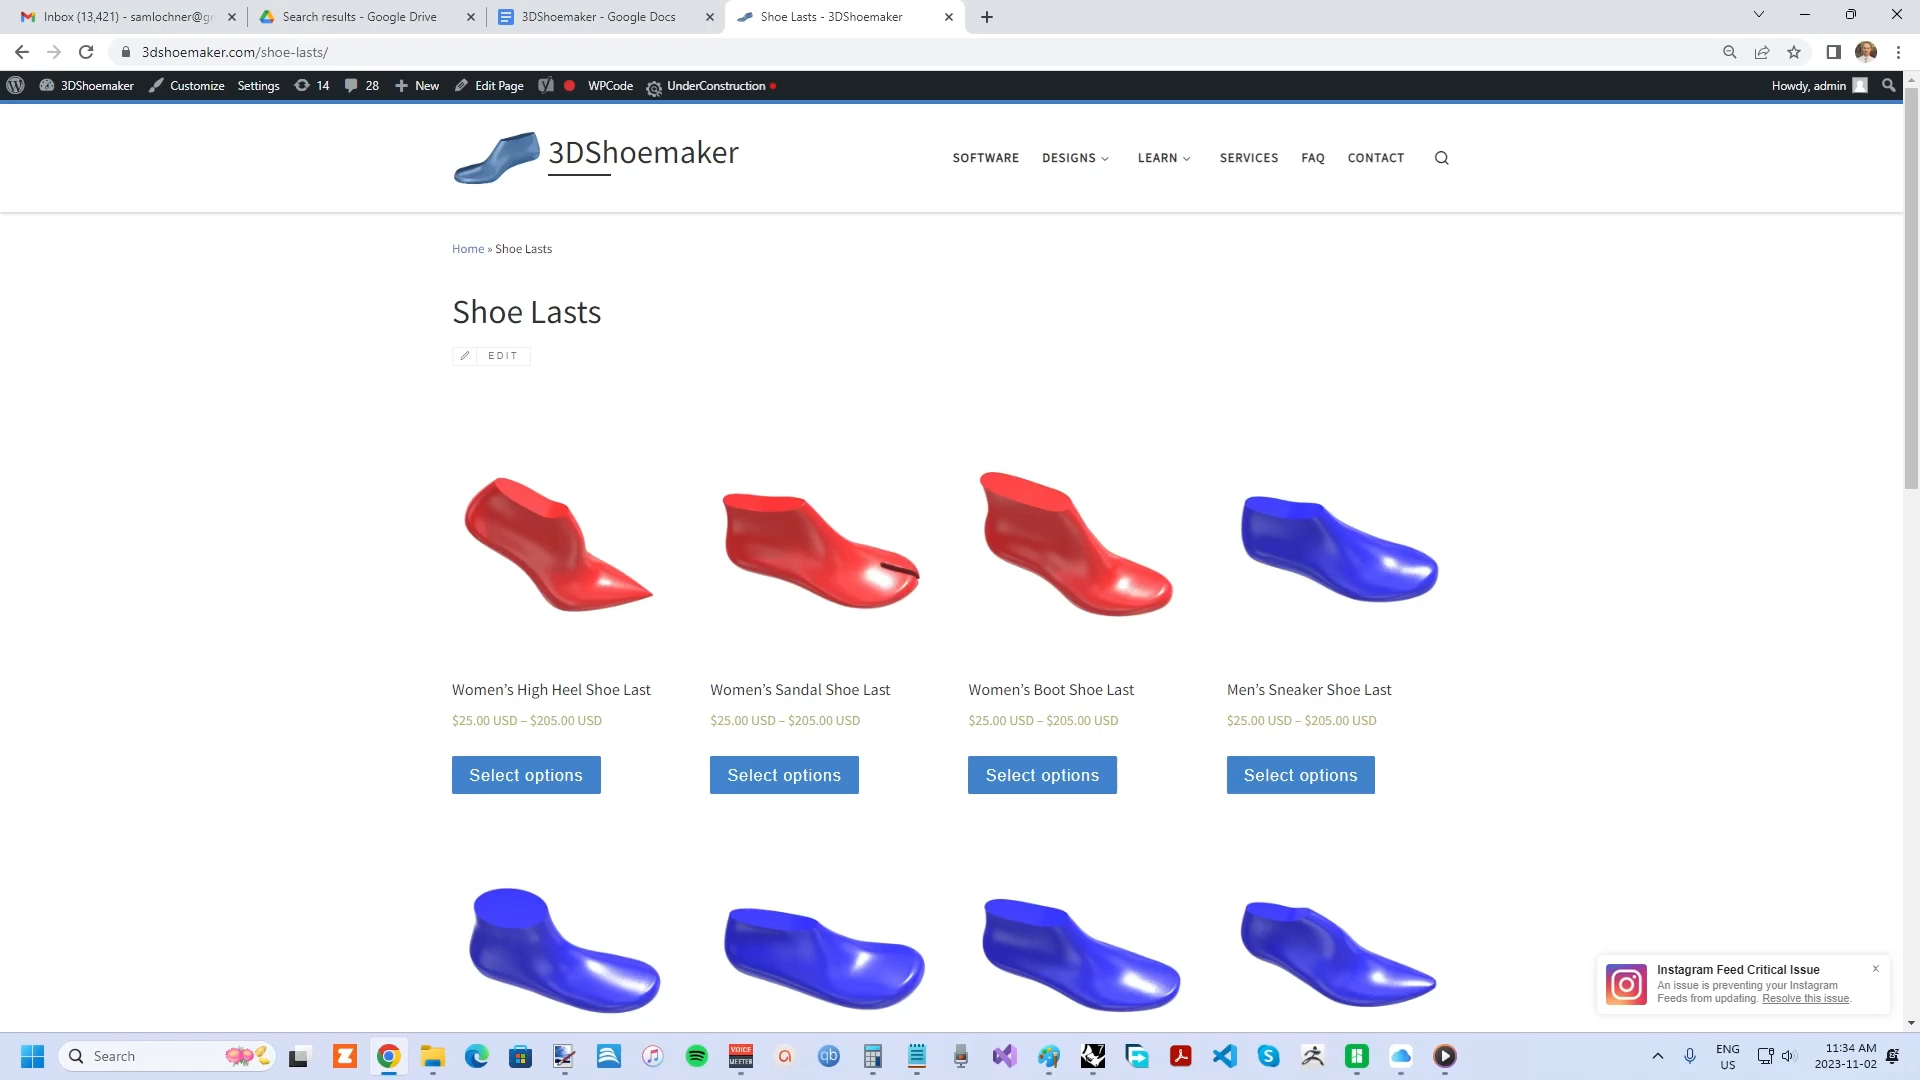 Inbox (13,421) - samlochner@gr
Search results - Google Drive
3DShoemaker - Google Docs
Shoe Lasts - 3DShoemaker
3dshoemaker.com/shoe-lasts/
3DShoemaker
Customize
Settings
14
28
New
Edit Page
WPCode
UnderConstruction
Howdy, admin
3DShoemaker
SOFTWARE
DESIGNS
LEARN
SERVICES
FAQ
CONTACT
Home » Shoe Lasts
Shoe Lasts
EDIT
Women’s High Heel Shoe Last
Women’s Sandal Shoe Last
Women’s Boot Shoe Last
Men’s Sneaker Shoe Last
$25.00 USD – $205.00 USD
$25.00 USD – $205.00 USD
$25.00 USD – $205.00 USD
$25.00 USD – $205.00 USD
Select options
Select options
Select options
Select options
Instagram Feed Critical Issue
An issue is preventing your Instagram
Feeds from updating. Resolve this issue.
Search
VOICE
MEETER
qb
ENG
US
11:34 AM
2023-11-02